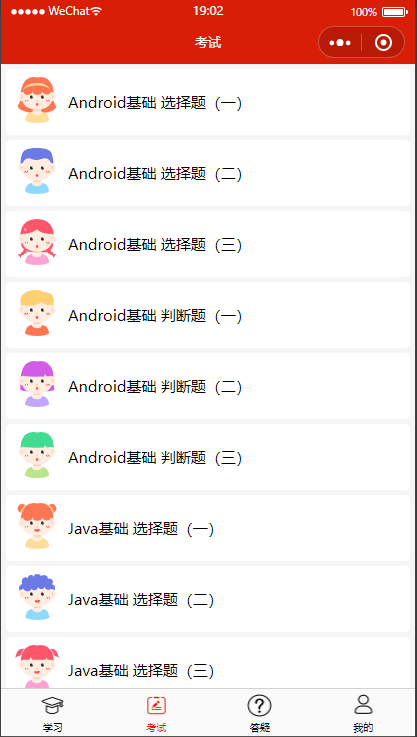 WeChat 19:02 100%
考试
Android基础 选择题（一）
Android基础 选择题（二）
Android基础 选择题（三）
Android基础 判断题（一）
Android基础 判断题（二）
Android基础 判断题（三）
Java基础 选择题（一）
Java基础 选择题（二）
Java基础 选择题（三）
学习 考试 答疑 我的